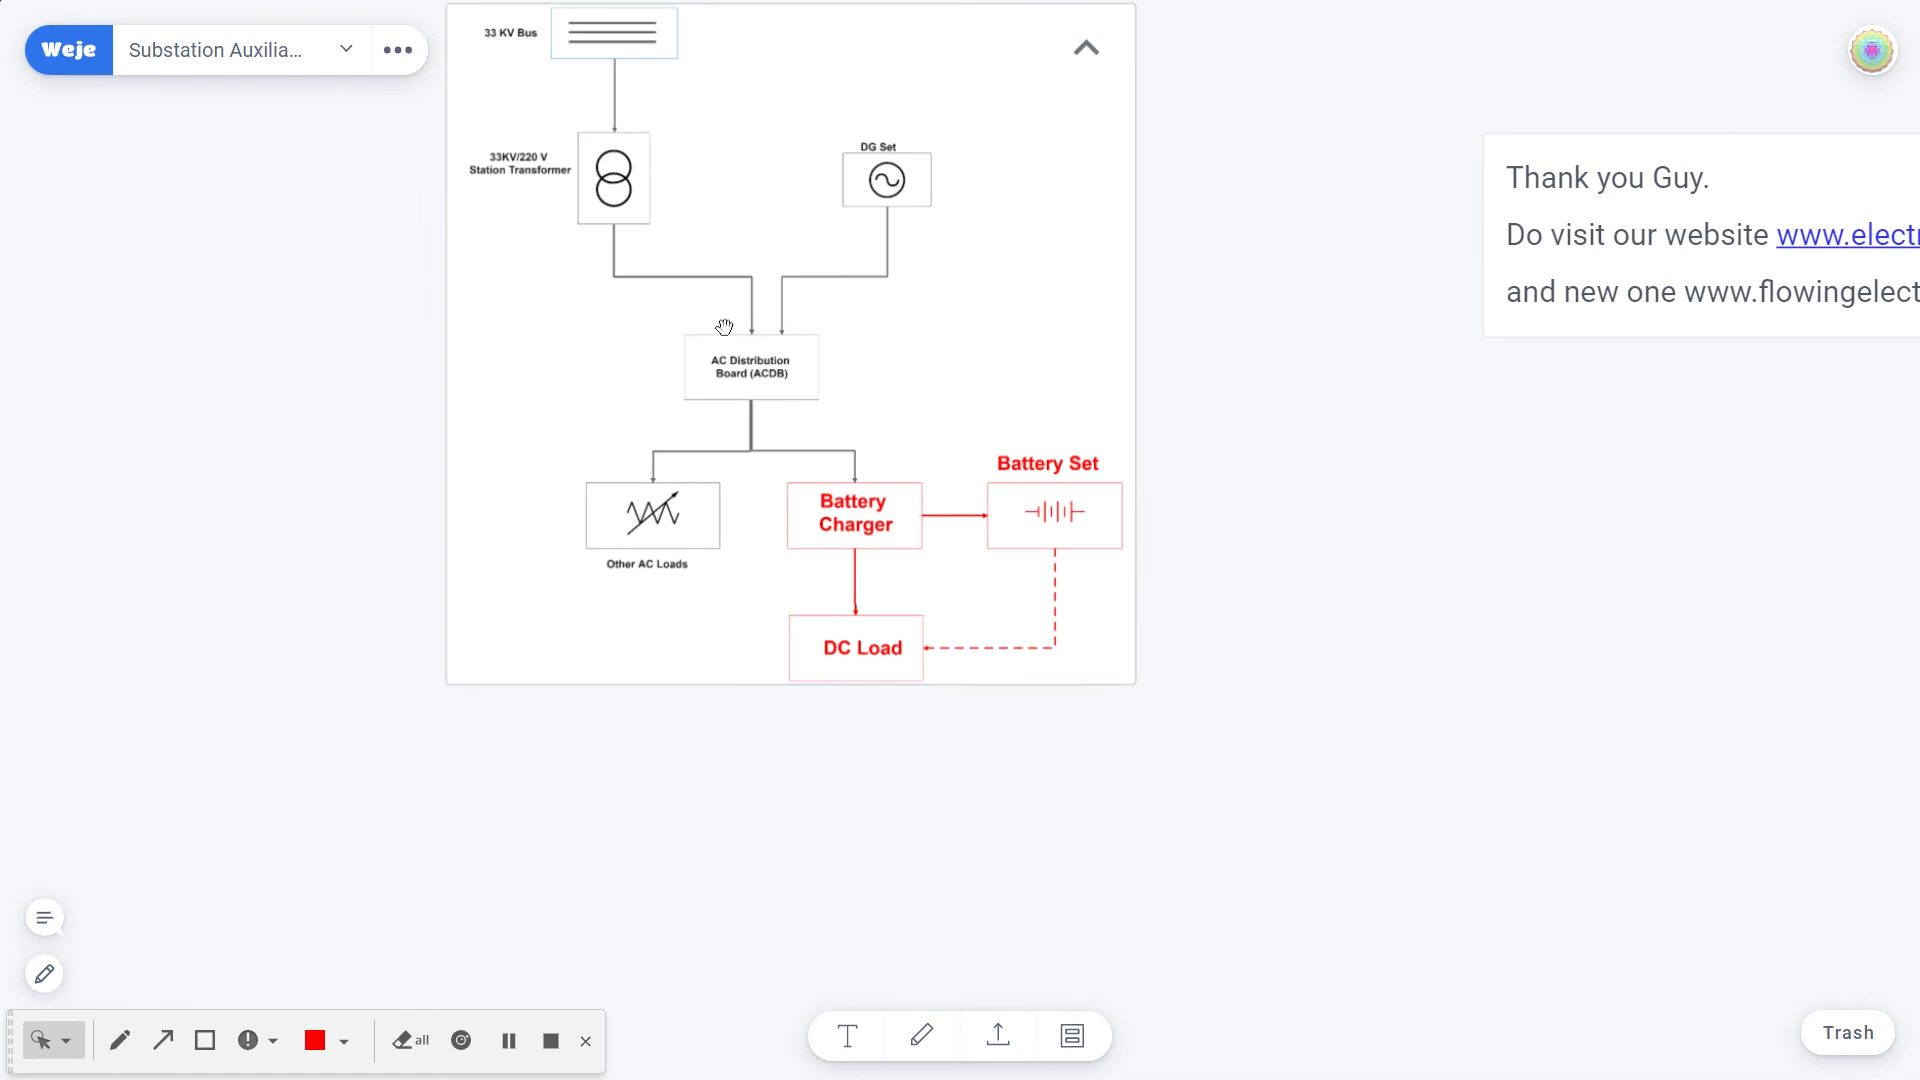 Weje
Substation Auxilia...
33 KV Bus
33KV/220 V
Station Transformer
DG Set
Thank you Guy.
Do visit our website www.elect
and new one www.flowingelect
AC Distribution
Board (ACDB)
Battery Set
Battery
Charger
Other AC Loads
DC Load
all
Trash